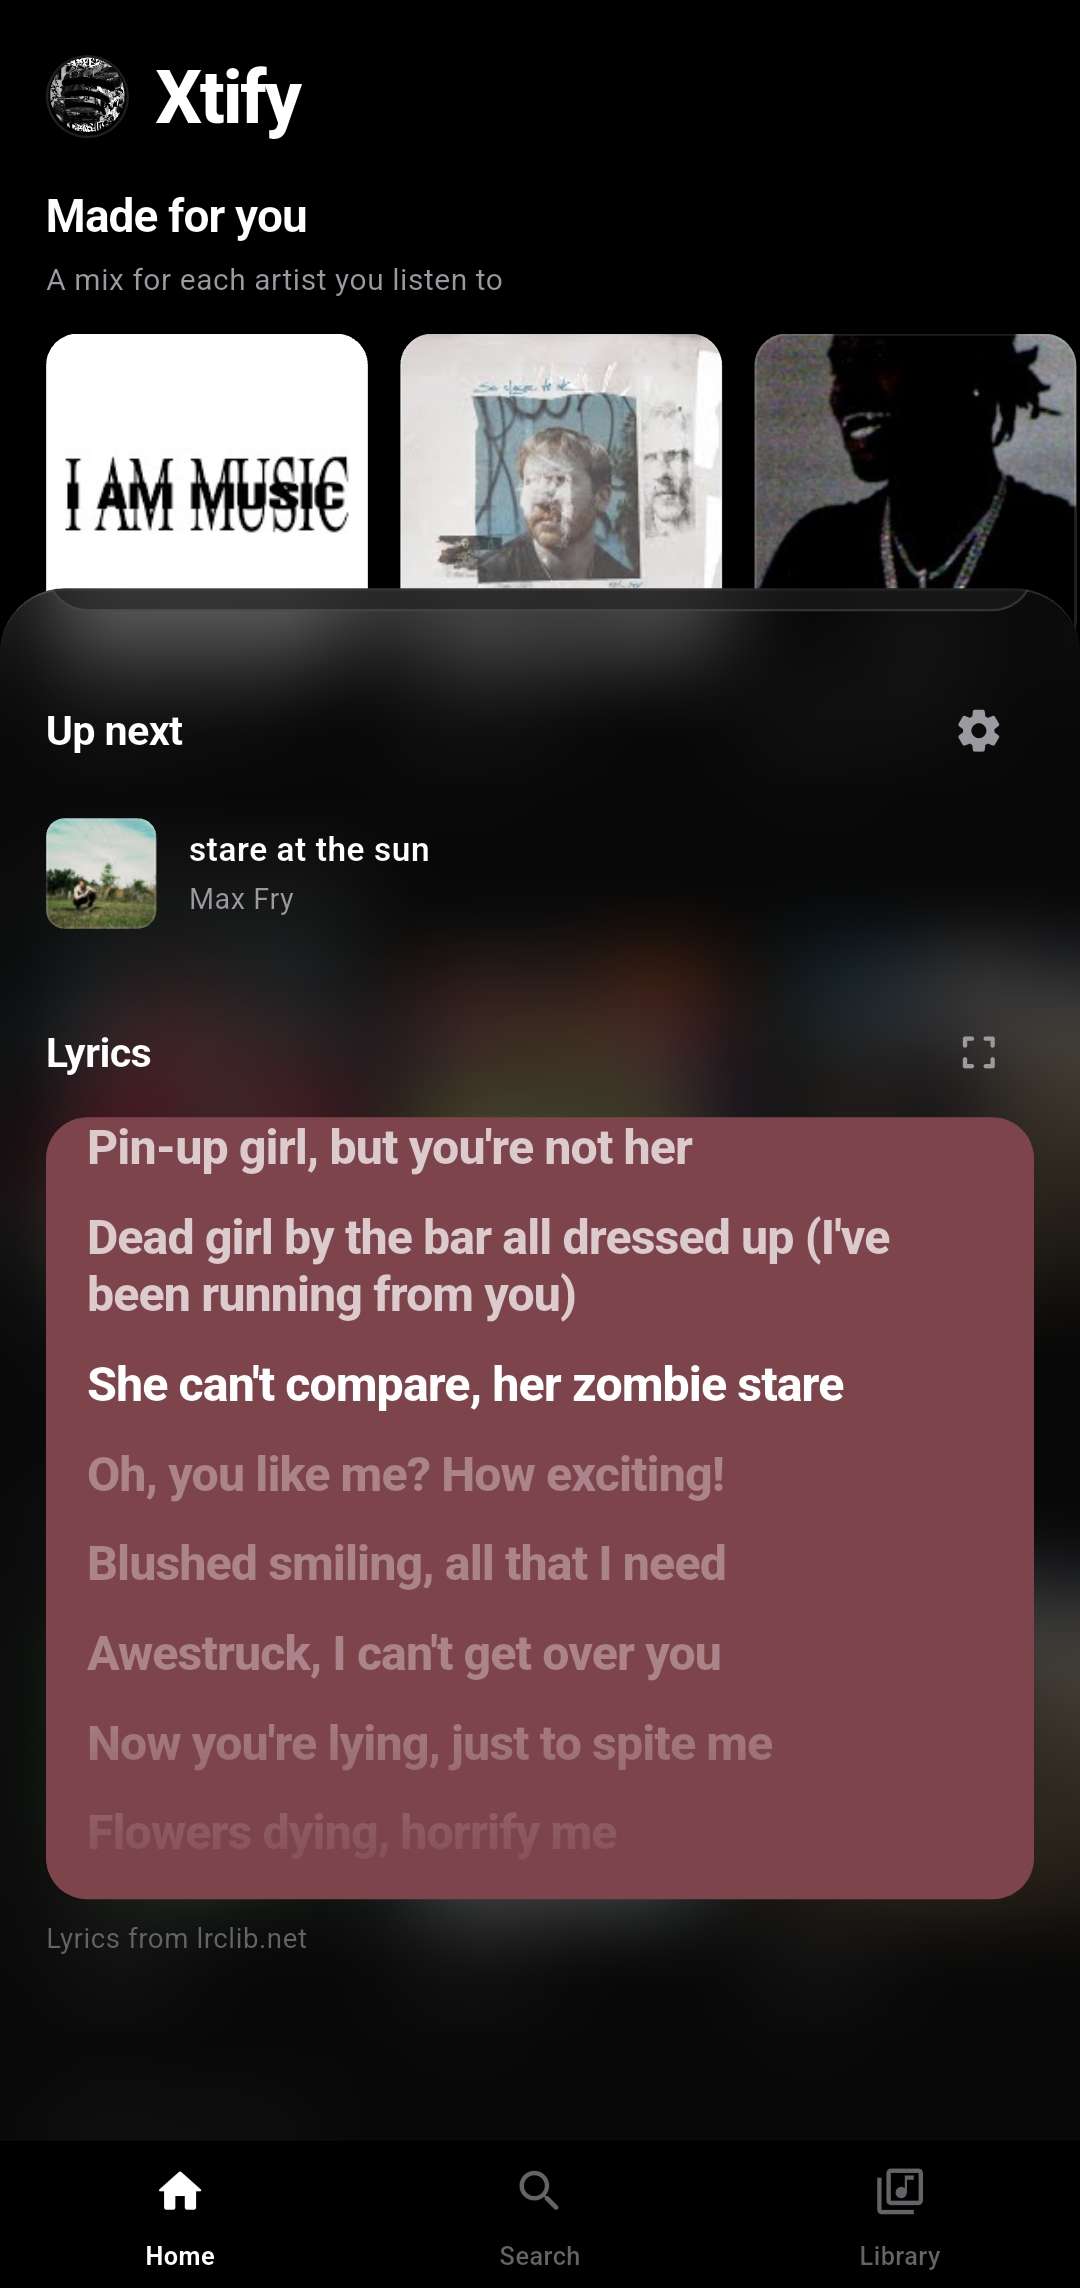 Xtify
Made for you
A mix for each artist you listen to
I AM MUSIC
Up next
stare at the sun
Max Fry
Lyrics
Pin-up girl, but you're not her
Dead girl by the bar all dressed up (I've
been running from you)
She can't compare, her zombie stare
Oh, you like me? How exciting!
Blushed smiling, all that I need
Awestruck, I can't get over you
Now you're lying, just to spite me
Flowers dying, horrify me
Lyrics from lrclib.net
Home
Search
Library